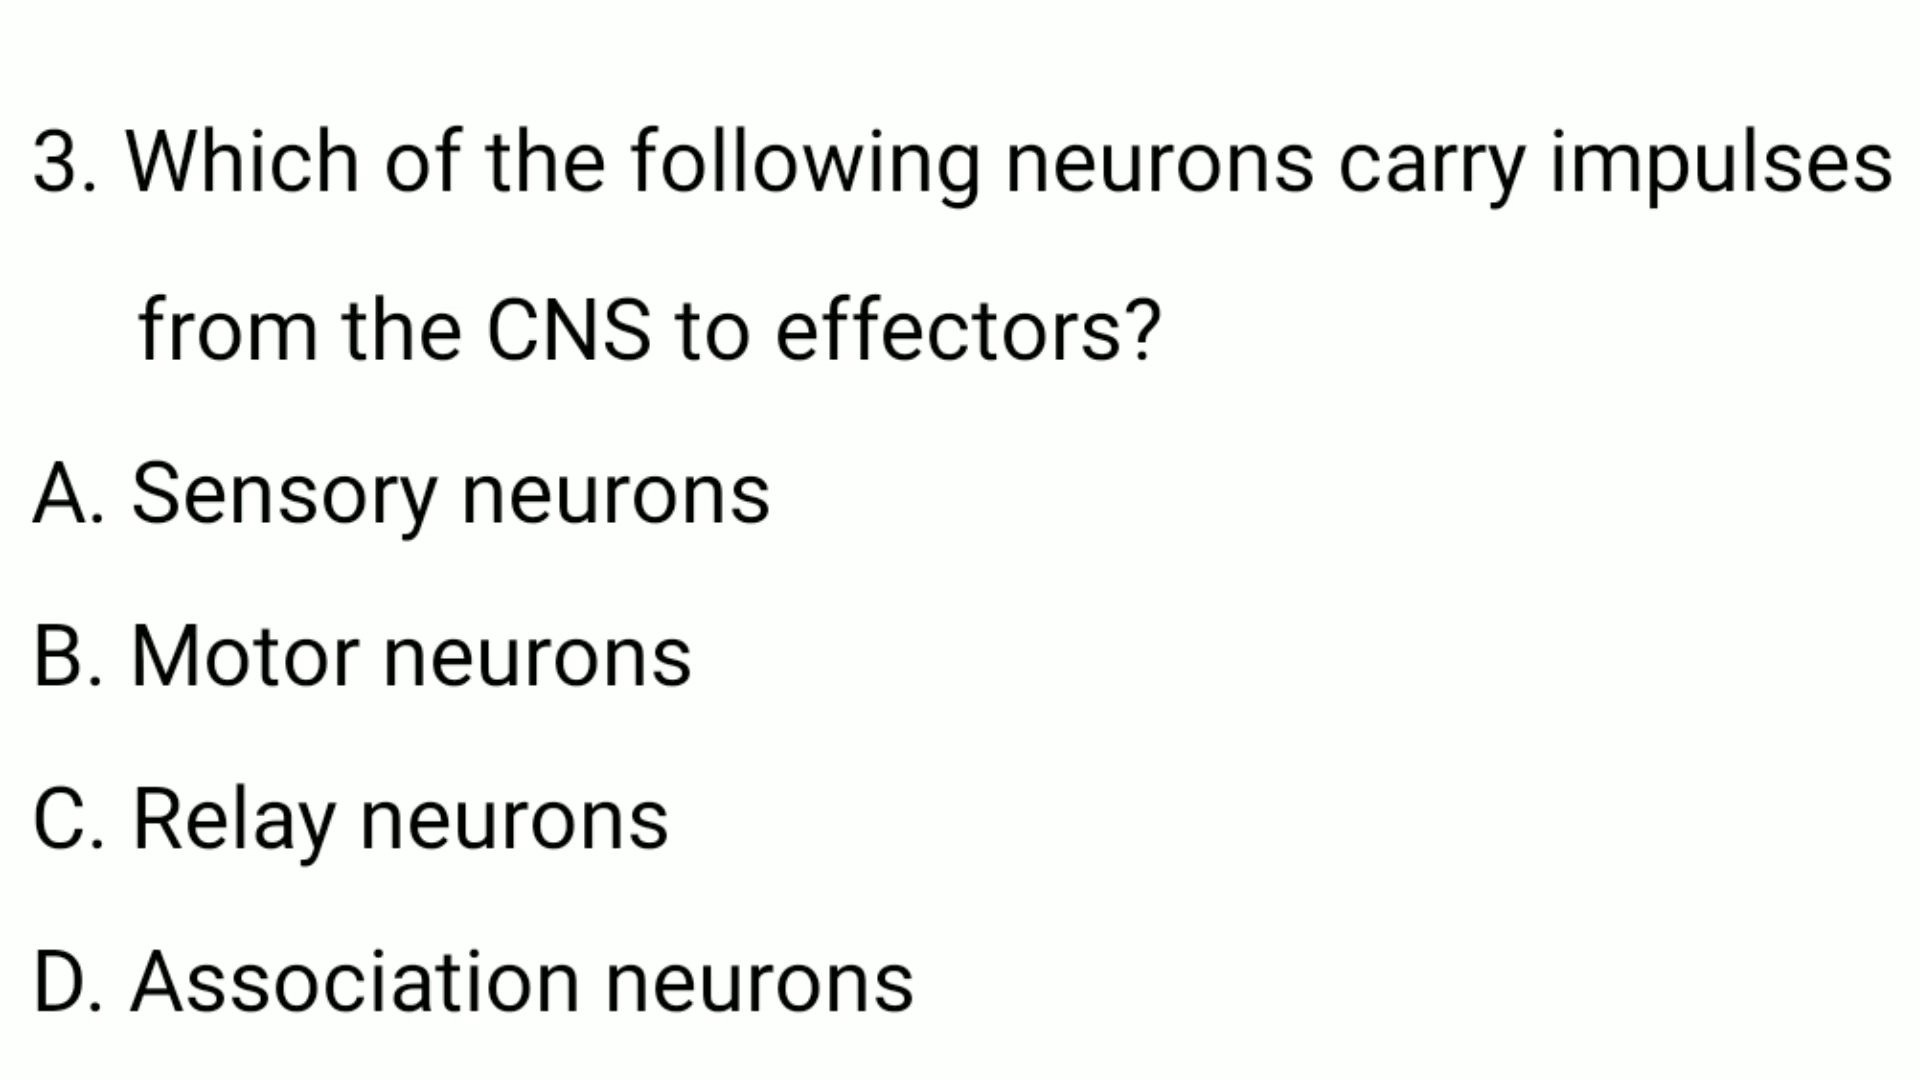 3. Which of the following neurons carry impulses
from the CNS to effectors?
A. Sensory neurons
B. Motor neurons
C. Relay neurons
D. Association neurons